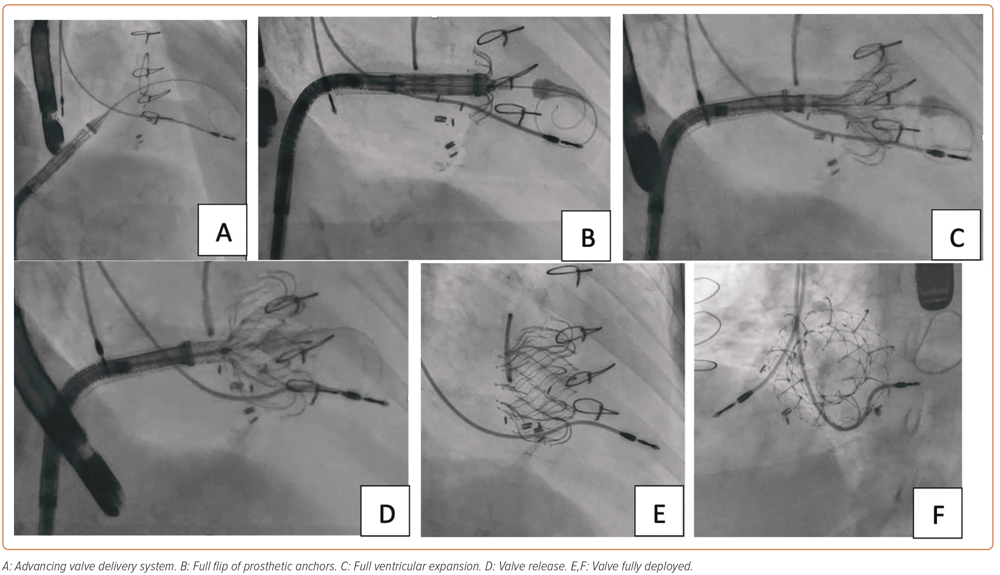 A
B
C
D
E
F
A: Advancing valve delivery system. B: Full flip of prosthetic anchors. C: Full ventricular expansion. D: Valve release. E,F: Valve fully deployed.